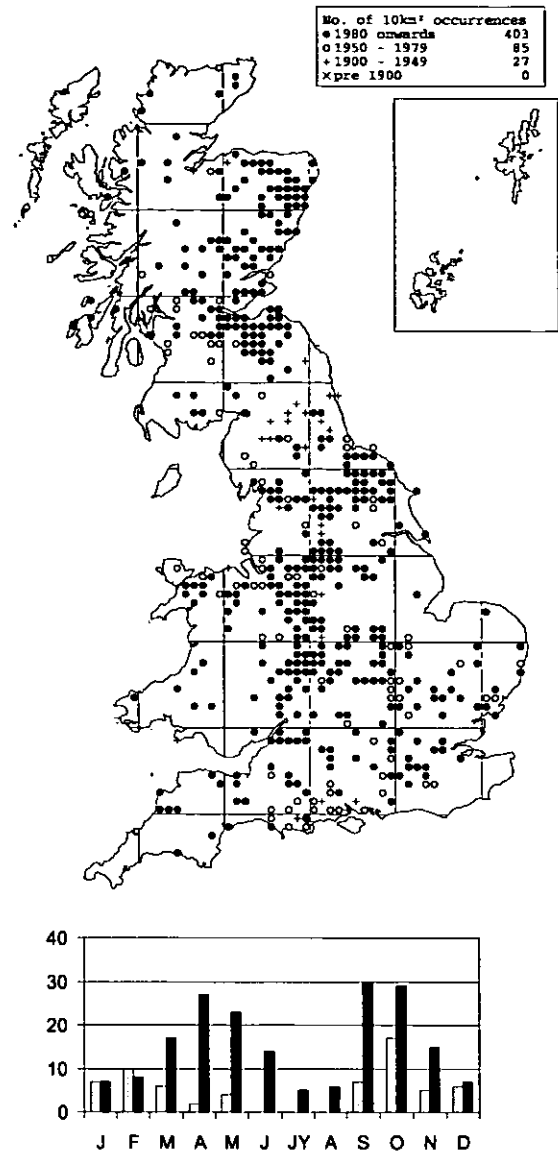 No. of 10km² occurrences
● 1980 onwards 403
○ 1950 - 1979 85
+ 1900 - 1949 27
× pre 1900 0
40
30
20
10
0
J F M A M J JY A S O N D